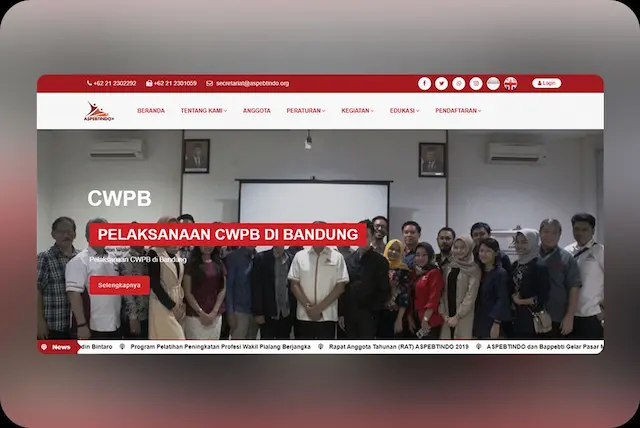 +62 21 2302292 +62 21 2301059 secretariat@aspebtindo.org Login
ASPEBTINDO
BERANDA TENTANG KAMI ANGGOTA PERATURAN KEGIATAN EDUKASI PENDAFTARAN
CWPB
PELAKSANAAN CWPB DI BANDUNG
Pelaksanaan CWPB di Bandung
Selengkapnya
News din Bintaro Program Pelatihan Peningkatan Profesi Wakil Pialang Berjangka Rapat Anggota Tahunan (RAT) ASPEBTINDO 2019 ASPEBTINDO dan Bappebti Gelar Pasar